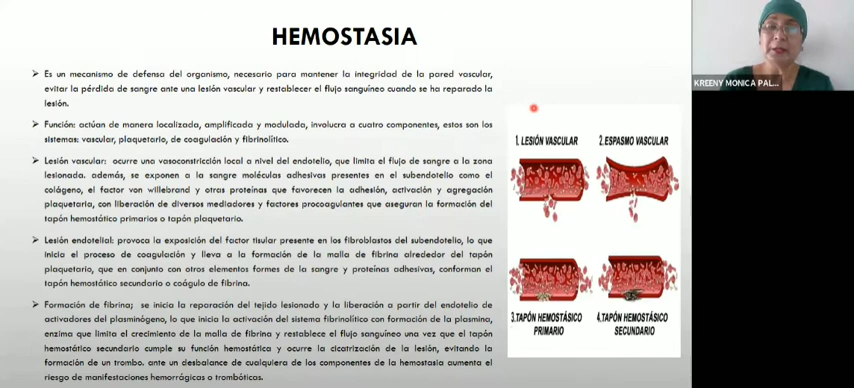 HEMOSTASIA
➢ Es un mecanismo de defensa del organismo, necesario para mantener la integridad de la pared vascular,
evitar la pérdida de sangre ante una lesión vascular y restablecer el flujo sanguíneo cuando se ha reparado la
lesión.
➢ Función: actúan de manera localizada, amplificada y modulada, involucra a cuatro componentes, estos son los
sistemas: vascular, plaquetario, de coagulación y fibrinolítico.
➢ Lesión vascular: ocurre una vasoconstricción local a nivel del endotelio, que limita el flujo de sangre a la zona
lesionada. además, se exponen a la sangre moléculas adhesivas presentes en el subendotelio como el
colágeno, el factor von willebrand y otras proteínas que favorecen la adhesión, activación y agregación
plaquetaria, con liberación de diversos mediadores y factores procoagulantes que aseguran la formación del
tapón hemostático primarios o tapón plaquetario.
➢ Lesión endotelial: provoca la exposición del factor tisular presente en los fibroblastos del subendotelio, lo que
inicia el proceso de coagulación y lleva a la formación de la malla de fibrina alrededor del tapón
plaquetario, que en conjunto con otros elementos formes de la sangre y proteínas adhesivas, conforman el
tapón hemostático secundario o coágulo de fibrina.
➢ Formación de fibrina; se inicia la reparación del tejido lesionado y la liberación a partir del endotelio de
activadores del plasminógeno, lo que inicia la activación del sistema fibrinolítico con formación de la plasmina,
enzima que limita el crecimiento de la malla de fibrina y restablece el flujo sanguíneo una vez que el tapón
hemostático secundario cumple su función hemostática y ocurre la cicatrización de la lesión, evitando la
formación de un trombo. ante un desbalance de cualquiera de los componentes de la hemostasia aumenta el
riesgo de manifestaciones hemorrágicas o trombóticas.
1. LESIÓN VASCULAR
2. ESPASMO VASCULAR
3.TAPÓN HEMOSTÁSICO
PRIMARIO
4.TAPÓN HEMOSTÁSICO
SECUNDARIO
KREENY MONICA PAL...